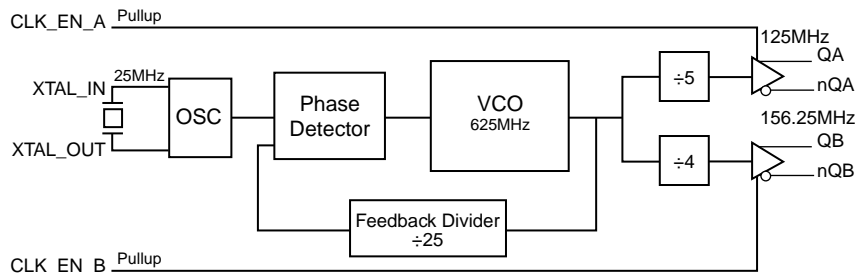 CLK_EN_A Pullup
125MHz
QA
nQA
XTAL_IN 25MHz
OSC
XTAL_OUT
Phase
Detector
VCO
625MHz
÷5
156.25MHz
QB
nQB
÷4
Feedback Divider
÷25
CLK_EN_B Pullup